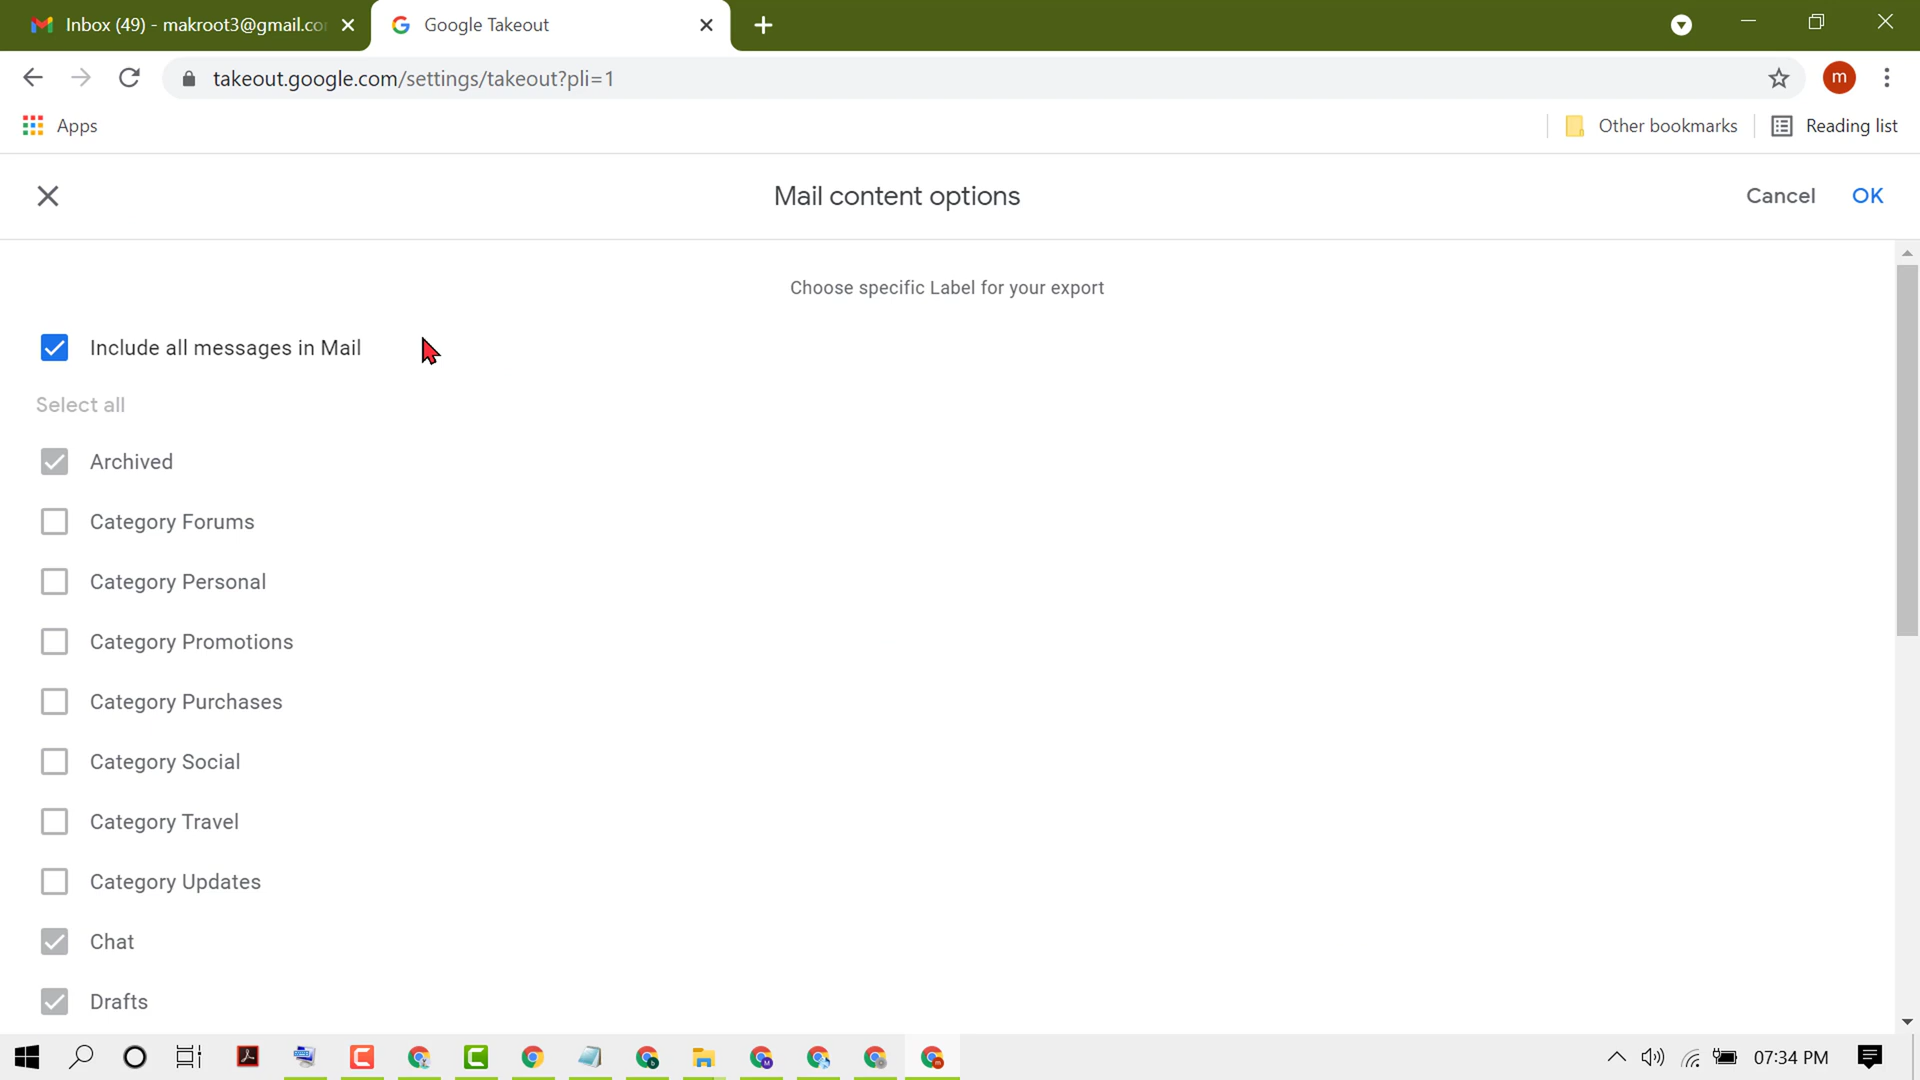 Inbox (49) - makroot3@gmail.co
Google Takeout
takeout.google.com/settings/takeout?pli=1
m
Apps
Other bookmarks
Reading list
Mail content options
Cancel
OK
Choose specific Label for your export
Include all messages in Mail
Select all
Archived
Category Forums
Category Personal
Category Promotions
Category Purchases
Category Social
Category Travel
Category Updates
Chat
Drafts
07:34 PM